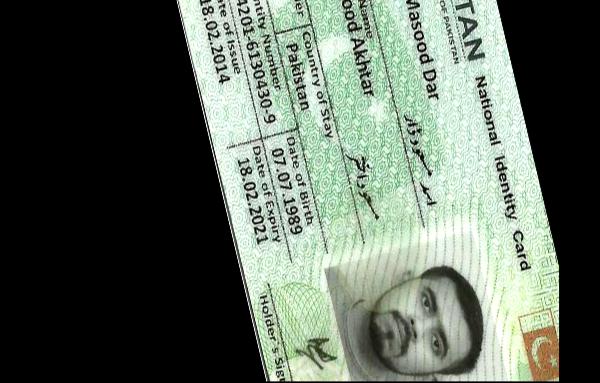 TAN
OF PAKISTAN
National Identity Card
Masood Dar
اسد مسعود ڈار
Name
ood Akhtar
مسعود اختر
Country of Stay
Pakistan
ntity Number
4201-6130430-9
Date of Birth
07.07.1989
ate of Issue
18.02.2014
Date of Expiry
18.02.2021
Holder's Sig